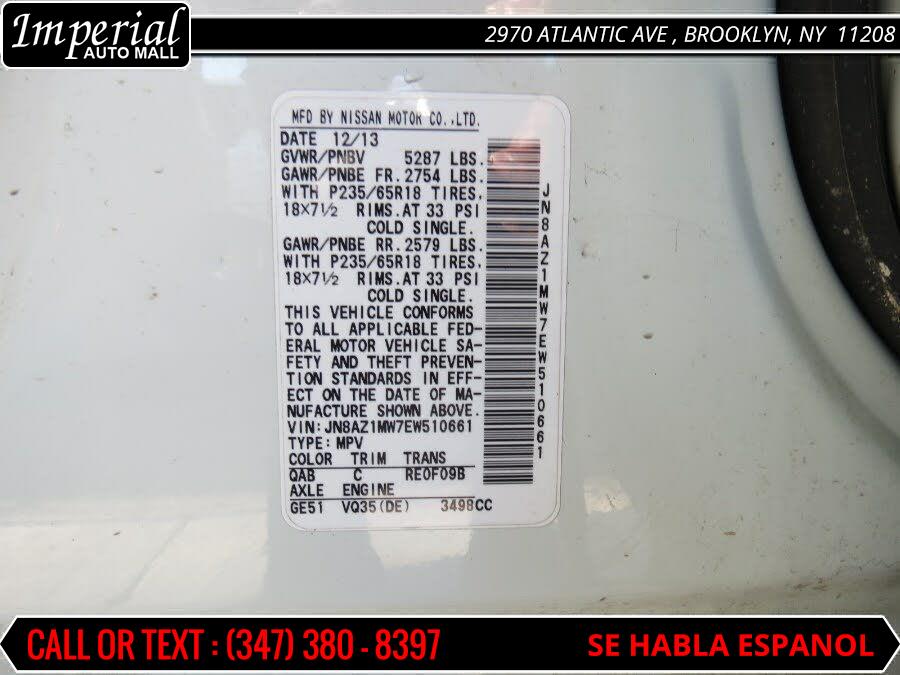 Imperial
AUTO MALL
2970 ATLANTIC AVE , BROOKLYN, NY 11208
MFD BY NISSAN MOTOR CO.,LTD.
DATE 12/13
GVWR/PNBV 5287 LBS.
GAWR/PNBE FR. 2754 LBS.
WITH P235/65R18 TIRES.
18×7½ RIMS. AT 33 PSI
COLD SINGLE.
GAWR/PNBE RR. 2579 LBS.
WITH P235/65R18 TIRES.
18×7½ RIMS. AT 33 PSI
COLD SINGLE.
THIS VEHICLE CONFORMS
TO ALL APPLICABLE FED-
ERAL MOTOR VEHICLE SA-
FETY AND THEFT PREVEN-
TION STANDARDS IN EFF-
ECT ON THE DATE OF MA-
NUFACTURE SHOWN ABOVE.
VIN: JN8AZ1MW7EW510661
TYPE: MPV
COLOR TRIM TRANS
QAB C RE0F09B
AXLE ENGINE
GE51 VQ35(DE) 3498CC
JN8AZ1MW7EW510661
CALL OR TEXT : (347) 380 - 8397
SE HABLA ESPANOL